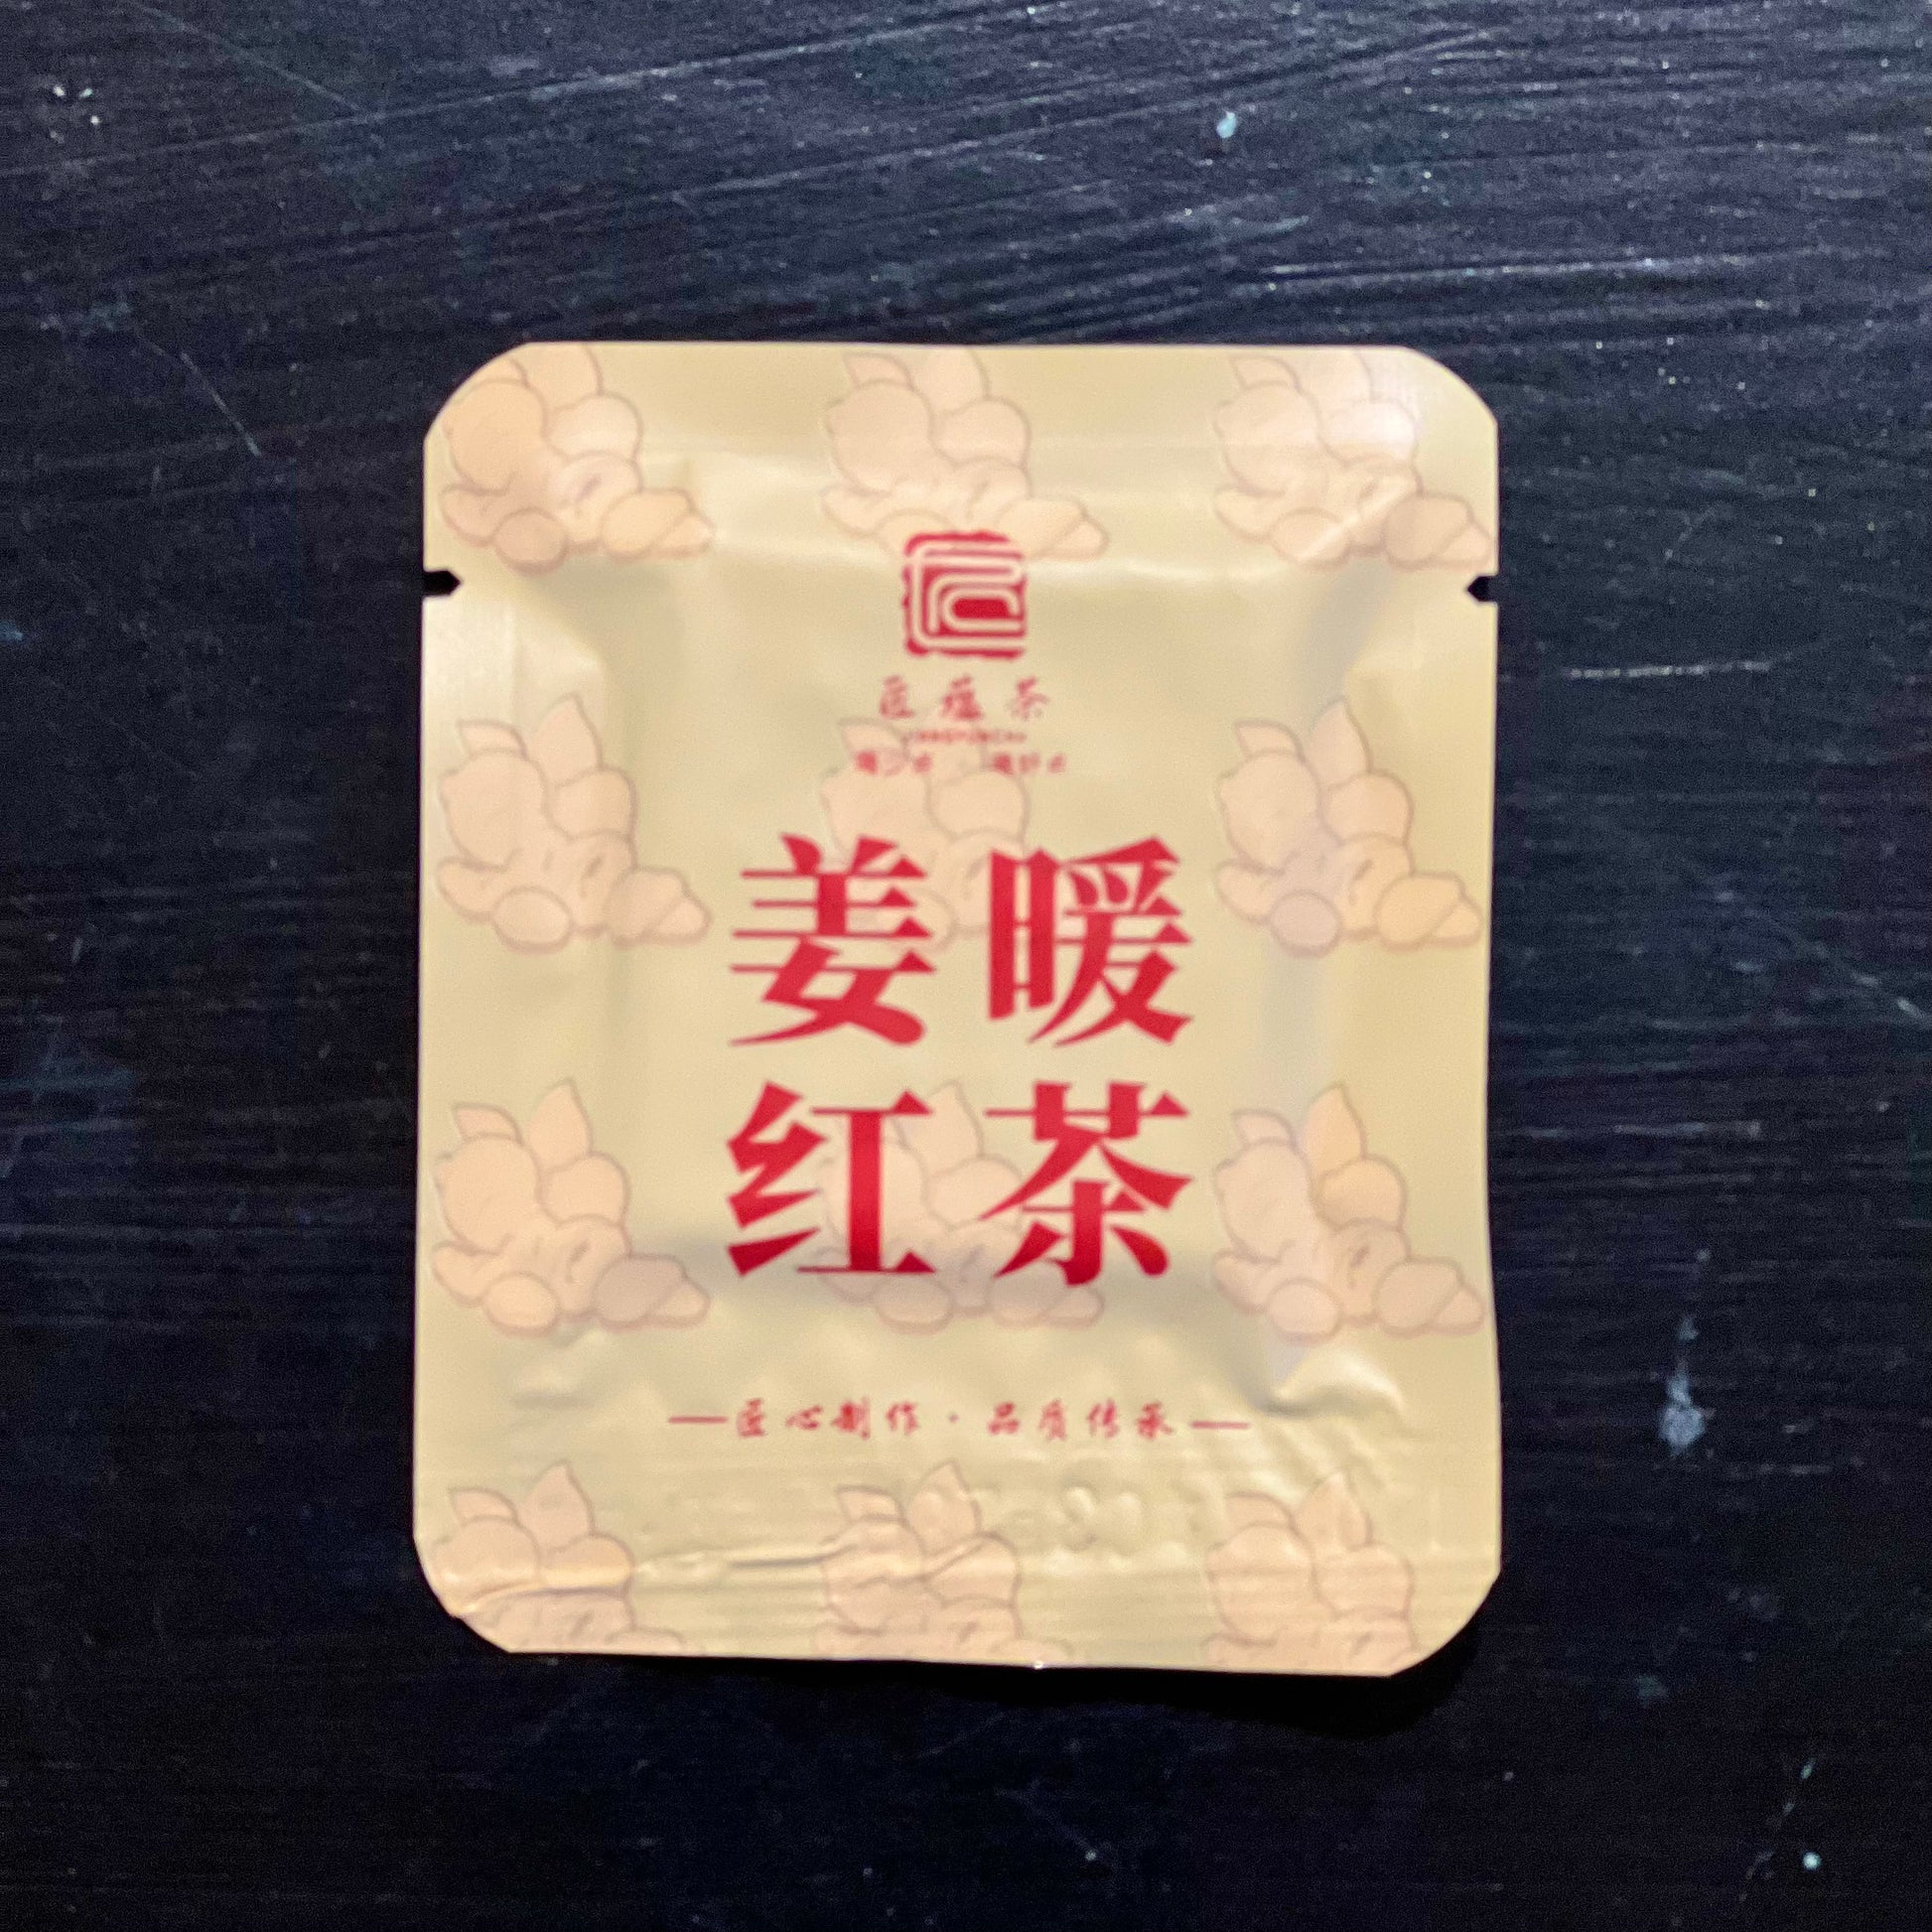 匠蕴茶
姜暖
红茶
匠心制作·品质传承